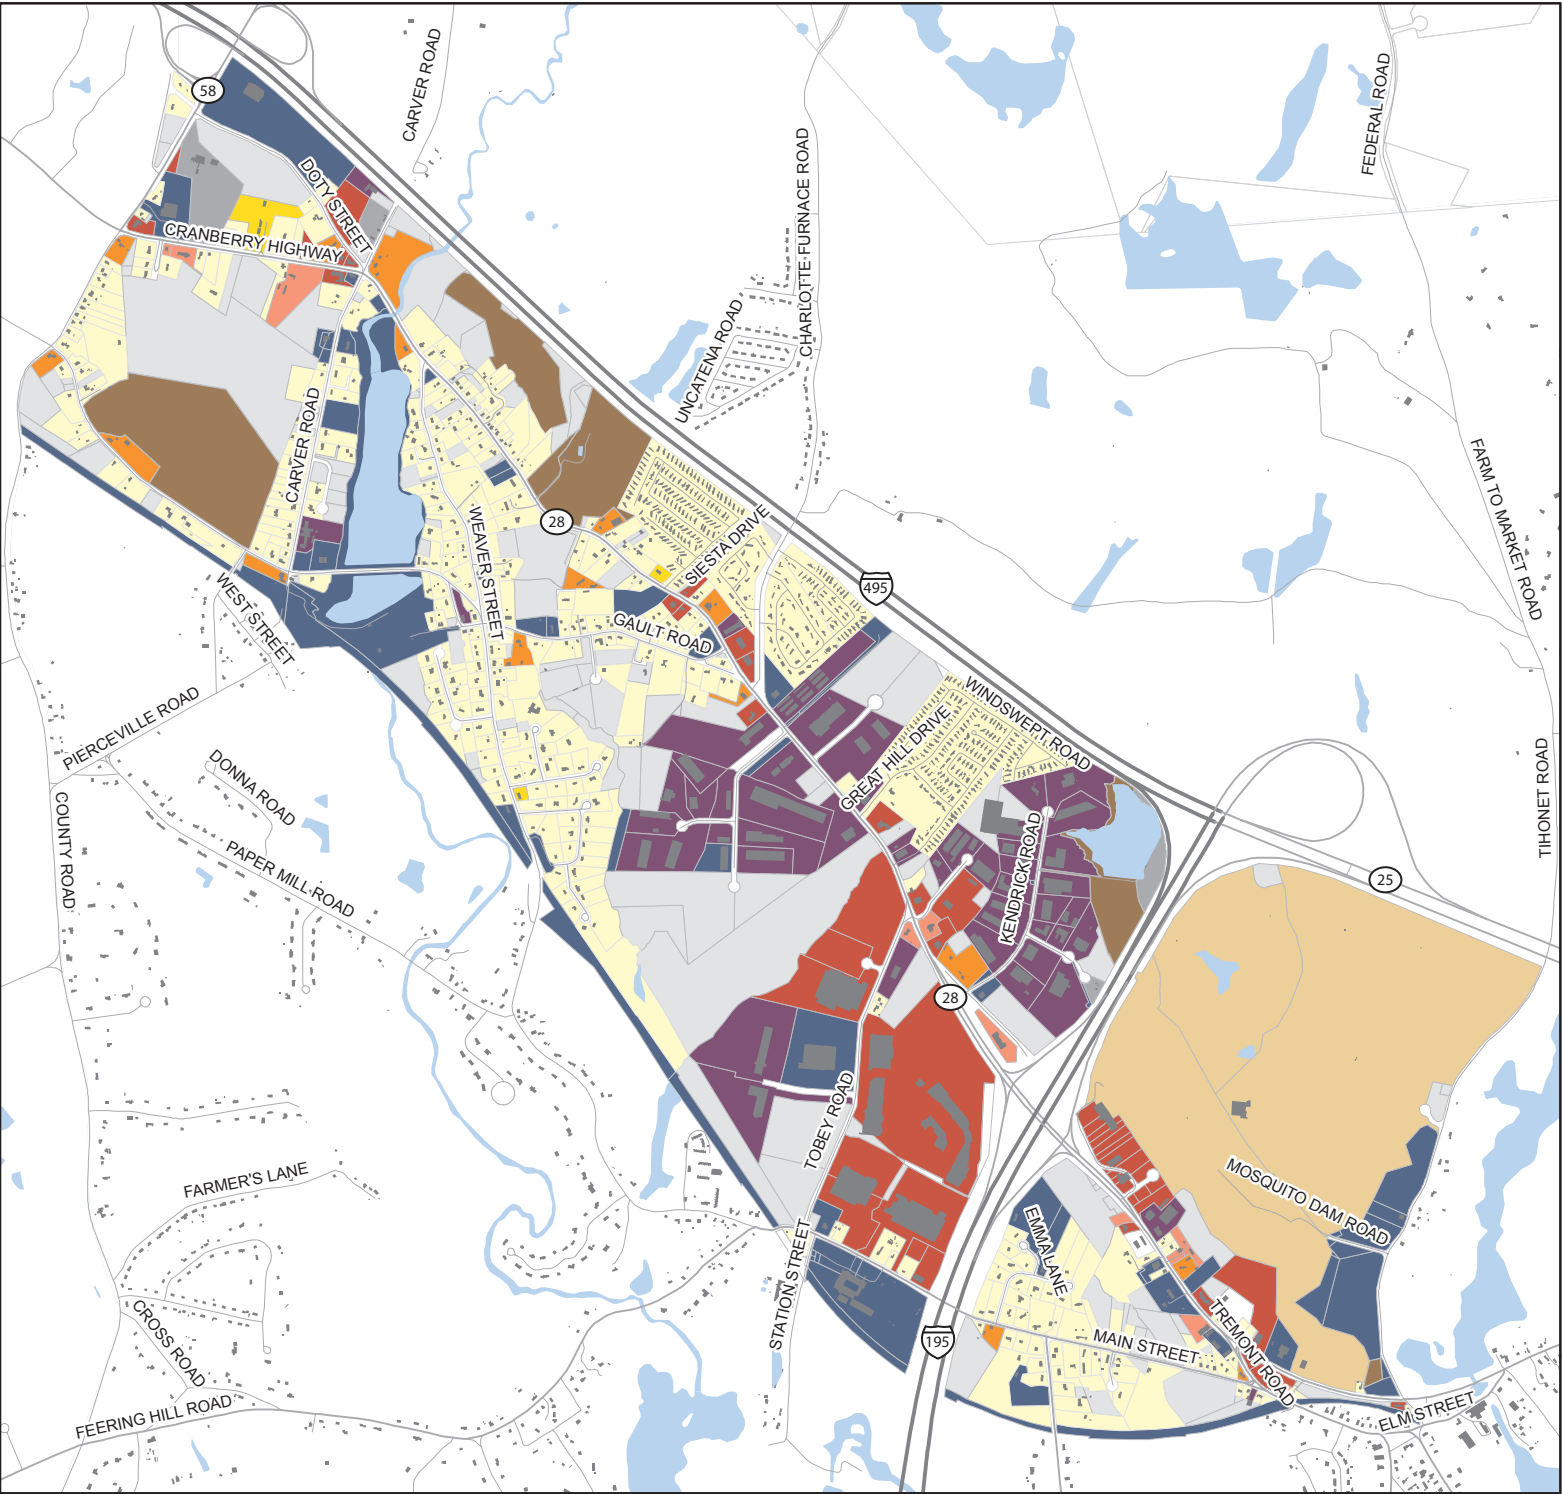 58
CARVER ROAD
FEDERAL ROAD
DOTY STREET
CRANBERRY HIGHWAY
CHARLOTTE FURNACE ROAD
UNCATENA ROAD
CARVER ROAD
FARM TO MARKET ROAD
28
WEAVER STREET
SIESTA DRIVE
495
WEST STREET
GAULT ROAD
PIERCEVILLE ROAD
WINDSWEPT ROAD
GREAT HILL DRIVE
DONNA ROAD
TIHONET ROAD
COUNTY ROAD
PAPER MILL ROAD
KENDRICK ROAD
25
28
TOBEY ROAD
FARMER'S LANE
MOSQUITO DAM ROAD
EMMA LANE
STATION STREET
CROSS ROAD
195
MAIN STREET
TREMONT ROAD
FEERING HILL ROAD
ELM STREET